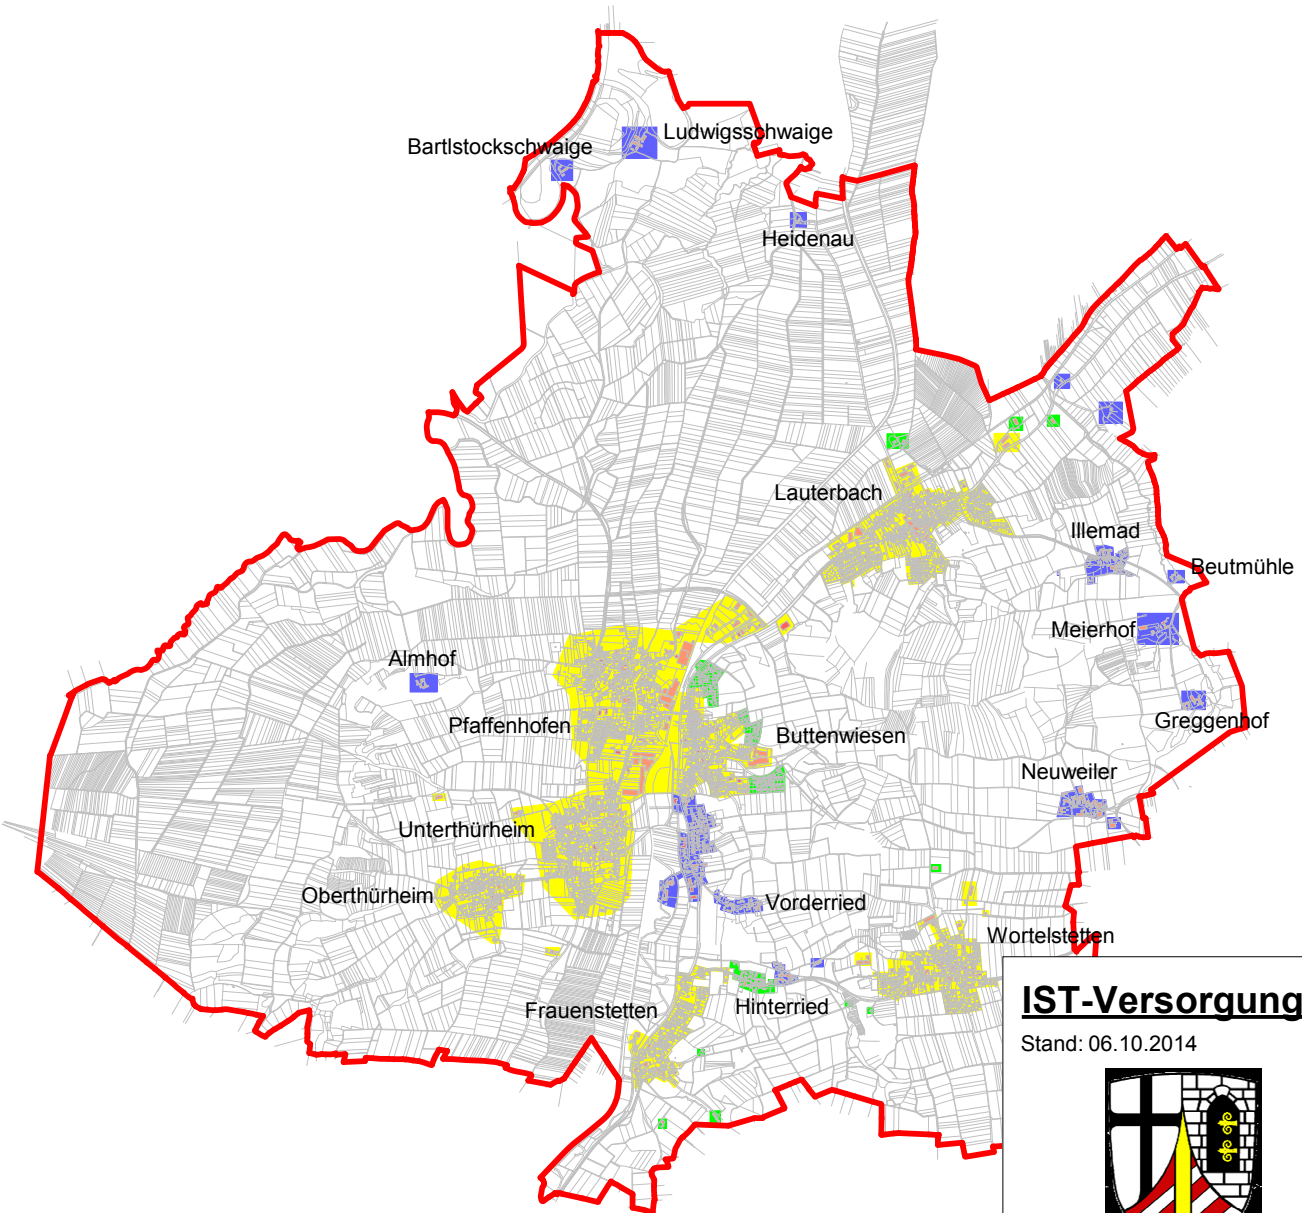 Ludwigsschwaige
Bartlstockschwaige
Heidenau
Lauterbach
Illemad
Beutmühle
Meierhof
Almhof
Greggenhof
Pfaffenhofen
Buttenwiesen
Neuweiler
Unterthürheim
Oberthürheim
Vorderried
Wortelstetten
Frauenstetten
Hinterried
IST-Versorgung
Stand: 06.10.2014